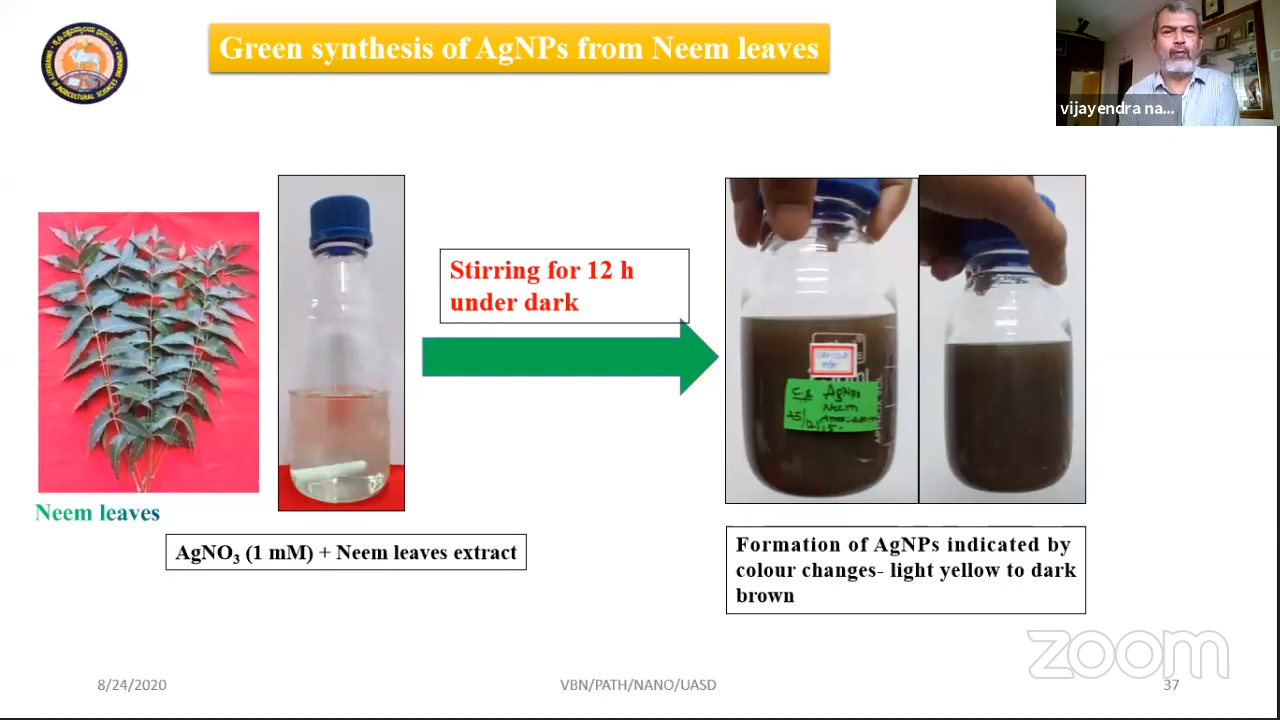 Green synthesis of AgNPs from Neem leaves
vijayendra na...
Stirring for 12 h
under dark
C.S AgNPs
Neem
Neem leaves
AgNO₃ (1 mM) + Neem leaves extract
Formation of AgNPs indicated by
colour changes- light yellow to dark
brown
zoom
8/24/2020
VBN/PATH/NANO/UASD
37